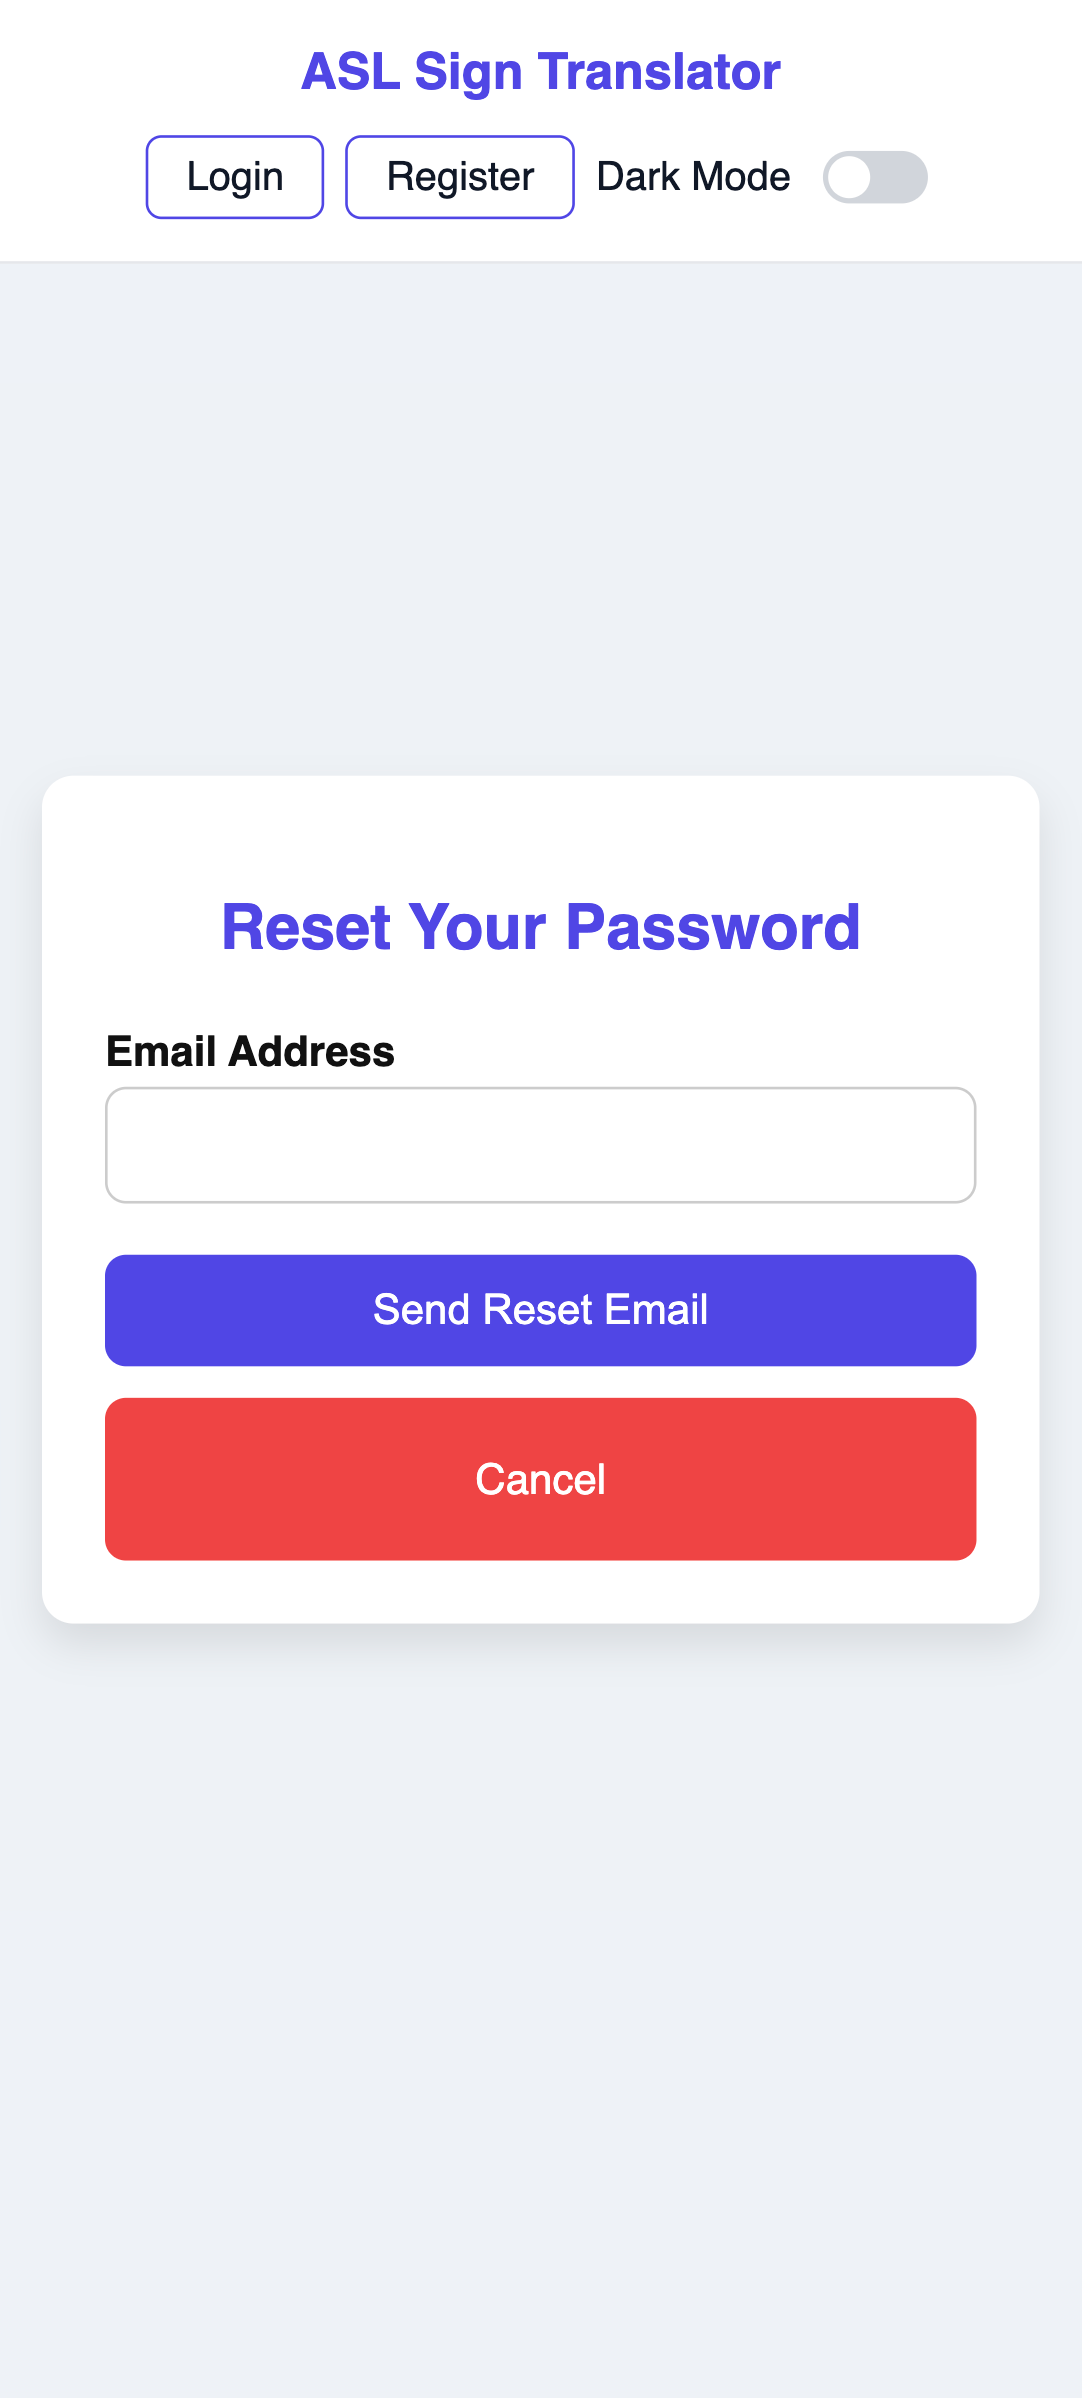 ASL Sign Translator
Login Register Dark Mode
Reset Your Password
Email Address
Send Reset Email
Cancel